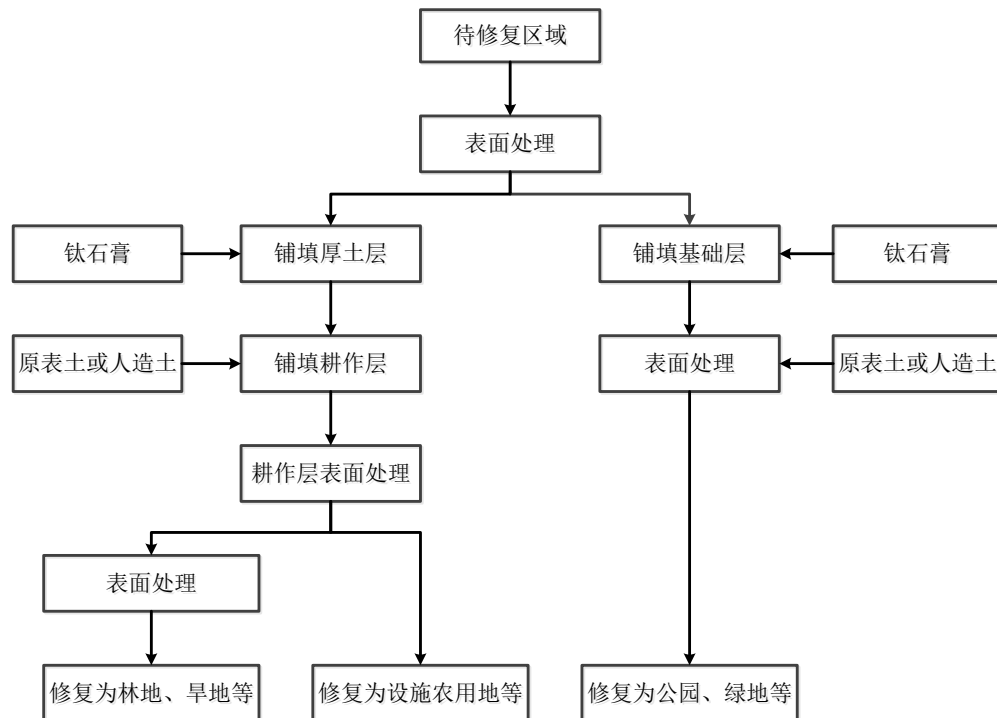 待修复区域
表面处理
钛石膏
铺填厚土层
铺填基础层
钛石膏
原表土或人造土
铺填耕作层
表面处理
原表土或人造土
耕作层表面处理
表面处理
修复为林地、旱地等
修复为设施农用地等
修复为公园、绿地等